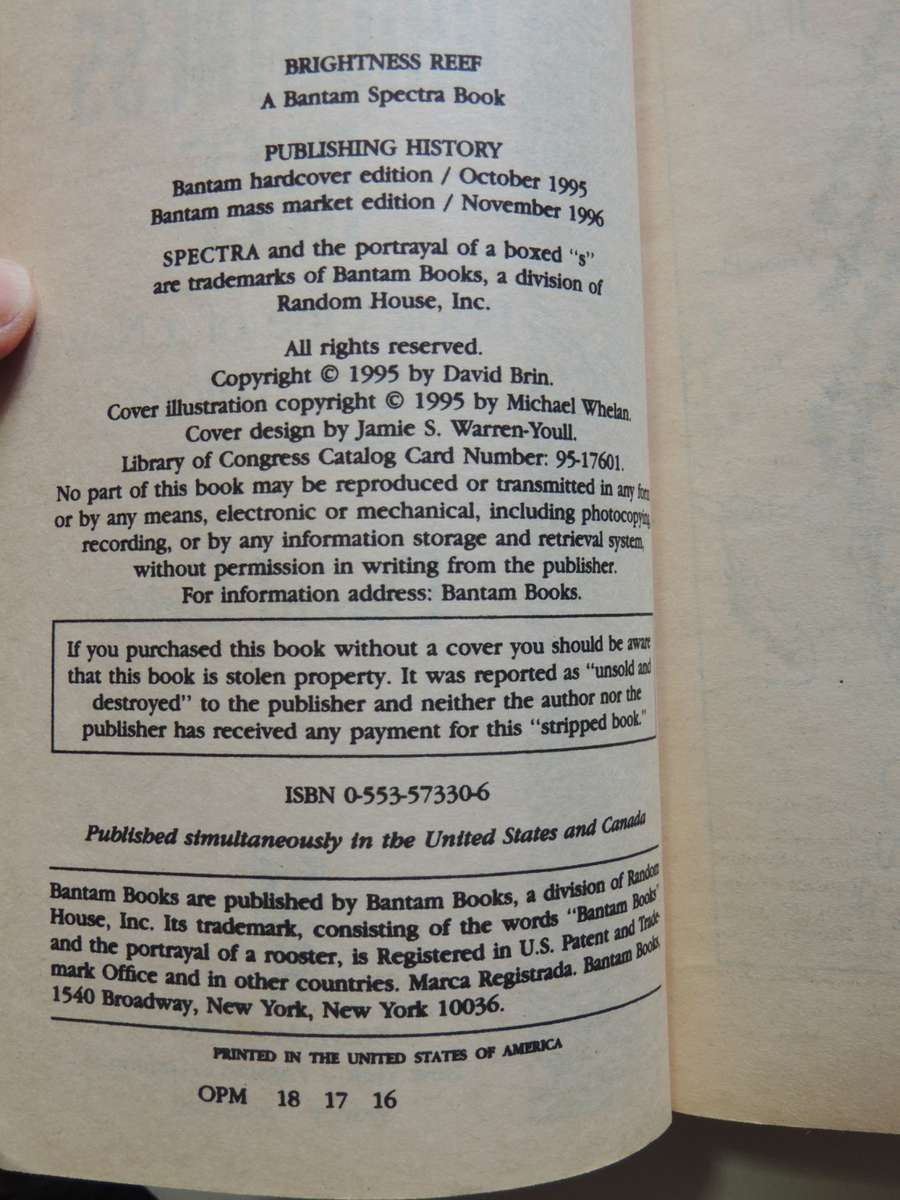 BRIGHTNESS REEF
A Bantam Spectra Book
PUBLISHING HISTORY
Bantam hardcover edition / October 1995
Bantam mass market edition / November 1996
SPECTRA and the portrayal of a boxed "s"
are trademarks of Bantam Books, a division of
Random House, Inc.
All rights reserved.
Copyright © 1995 by David Brin.
Cover illustration copyright © 1995 by Michael Whelan.
Cover design by Jamie S. Warren-Youll.
Library of Congress Catalog Card Number: 95-17601.
No part of this book may be reproduced or transmitted in any form
or by any means, electronic or mechanical, including photocopying,
recording, or by any information storage and retrieval system,
without permission in writing from the publisher.
For information address: Bantam Books.
If you purchased this book without a cover you should be aware
that this book is stolen property. It was reported as "unsold and
destroyed" to the publisher and neither the author nor the
publisher has received any payment for this "stripped book."
ISBN 0-553-57330-6
Published simultaneously in the United States and Canada
Bantam Books are published by Bantam Books, a division of Random
House, Inc. Its trademark, consisting of the words "Bantam Books"
and the portrayal of a rooster, is Registered in U.S. Patent and Trade-
mark Office and in other countries. Marca Registrada. Bantam Books,
1540 Broadway, New York, New York 10036.
PRINTED IN THE UNITED STATES OF AMERICA
OPM 18 17 16